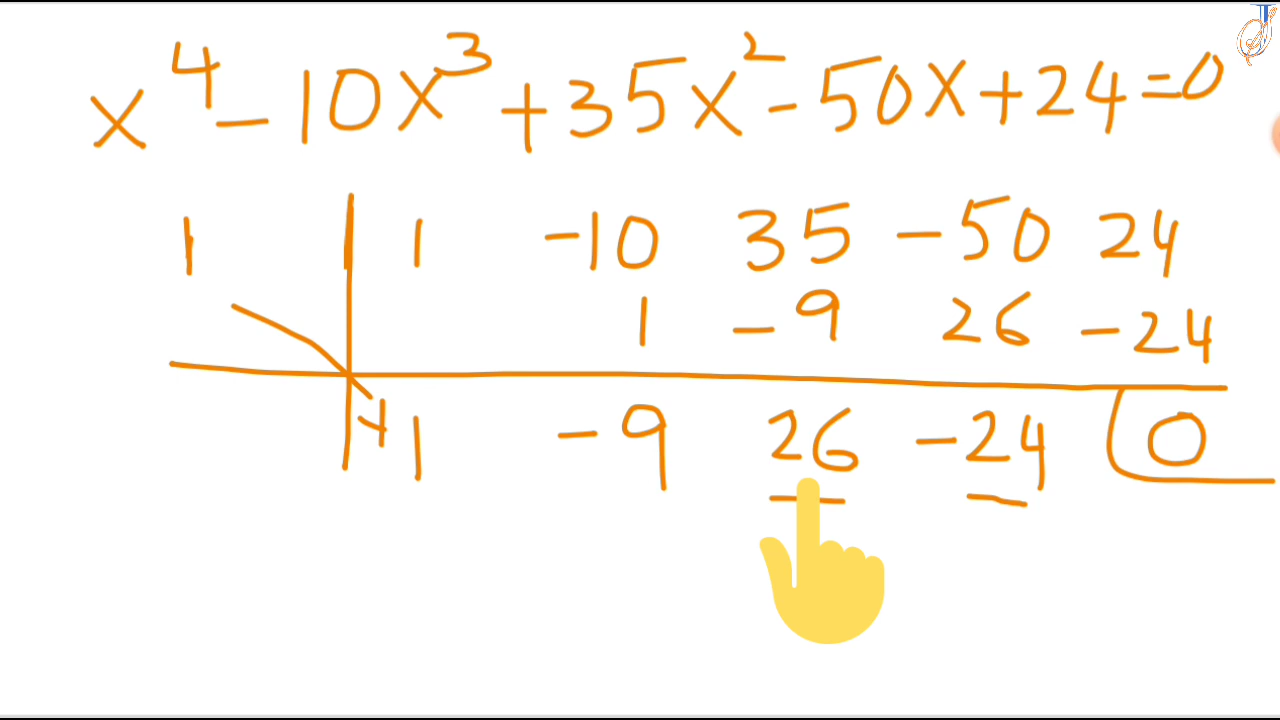 x⁴ - 10x³ + 35x² - 50x + 24 = 0
1 1 -10 35 -50 24
1 -9 26 -24
4 1 -9 26 -24 0